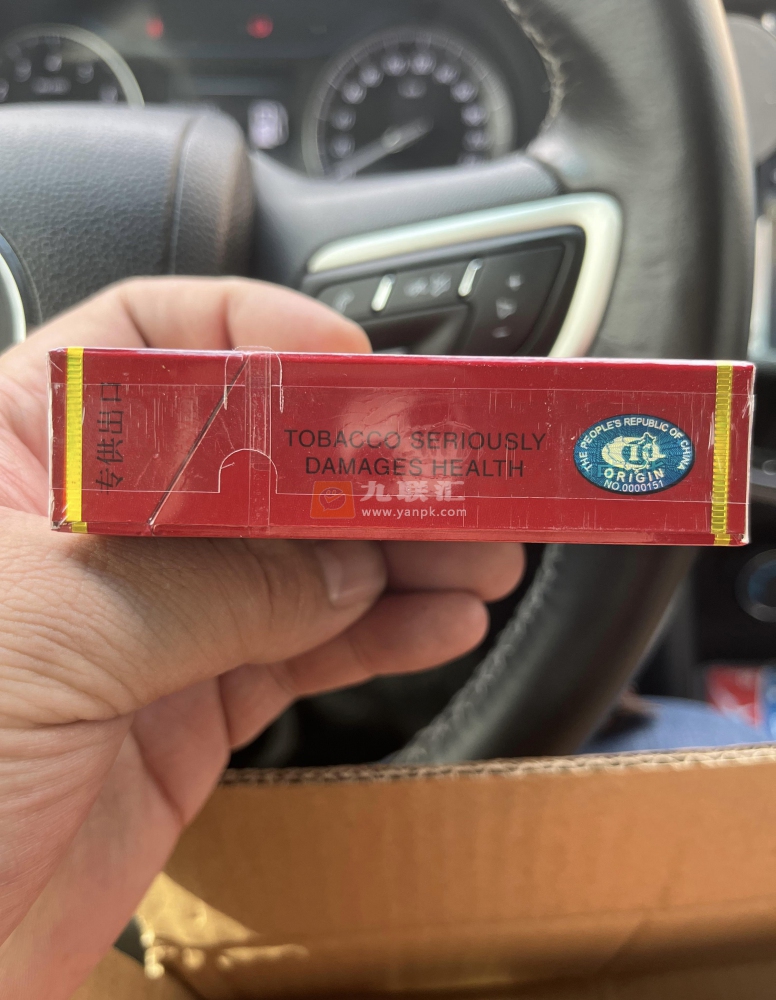 专供出口
TOBACCO SERIOUSLY
DAMAGES HEALTH
THE PEOPLE'S REPUBLIC OF CHINA
ORIGIN
NO.0000151
九联汇
www.yanpk.com